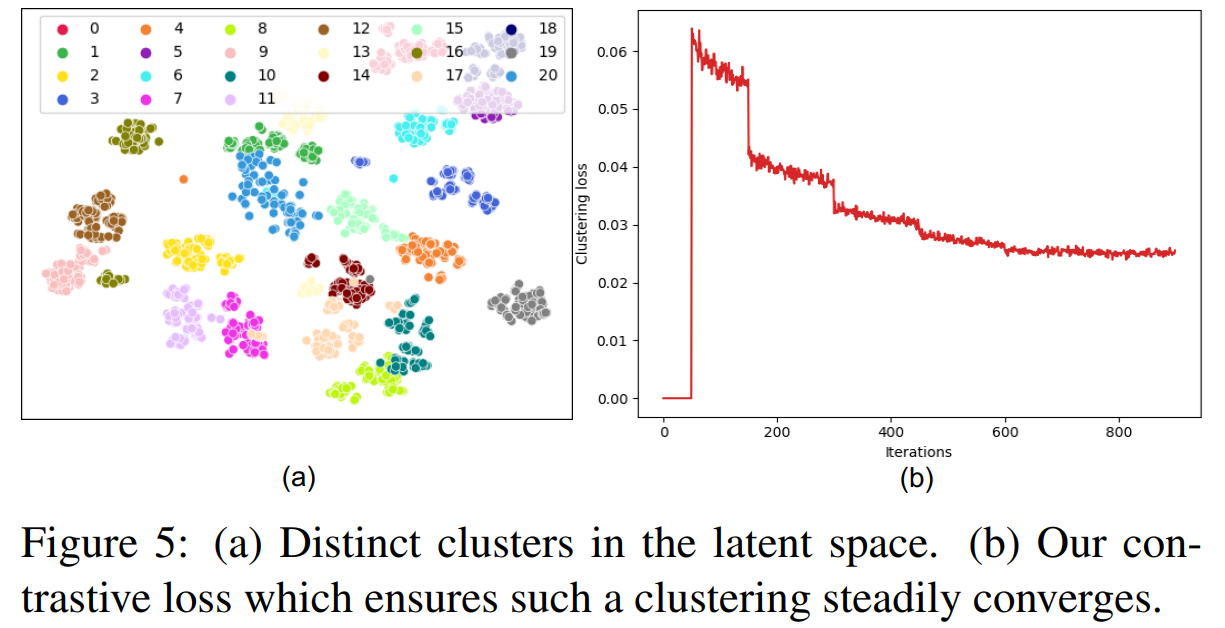 0 4 8 12 15 18
1 5 9 13 16 19
2 6 10 14 17 20
3 7 11
0.06
0.05
0.04
0.03
0.02
0.01
0.00
Clustering loss
0 200 400 600 800
Iterations
(a) (b)
Figure 5: (a) Distinct clusters in the latent space. (b) Our con-
trastive loss which ensures such a clustering steadily converges.